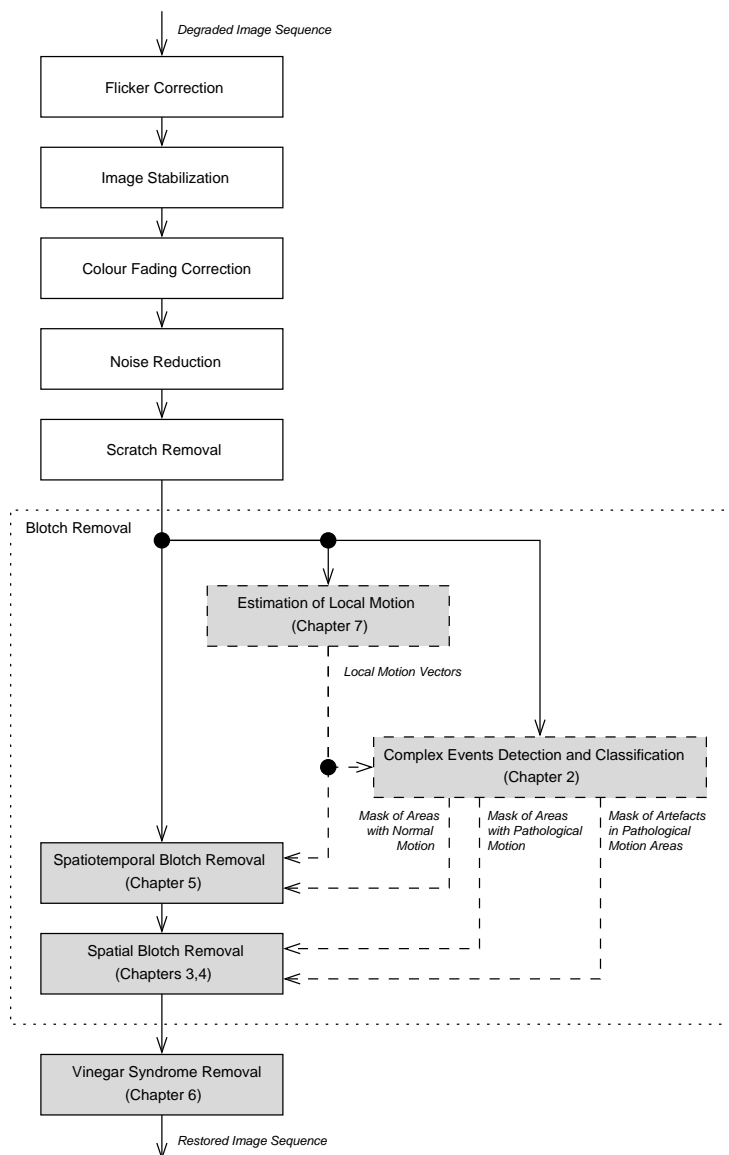 Degraded Image Sequence
Flicker Correction
Image Stabilization
Colour Fading Correction
Noise Reduction
Scratch Removal
Blotch Removal
Estimation of Local Motion
(Chapter 7)
Local Motion Vectors
Complex Events Detection and Classification
(Chapter 2)
Mask of Areas
with Normal
Motion
Mask of Areas
with Pathological
Motion
Mask of Artefacts
in Pathological
Motion Areas
Spatiotemporal Blotch Removal
(Chapter 5)
Spatial Blotch Removal
(Chapters 3,4)
Vinegar Syndrome Removal
(Chapter 6)
Restored Image Sequence